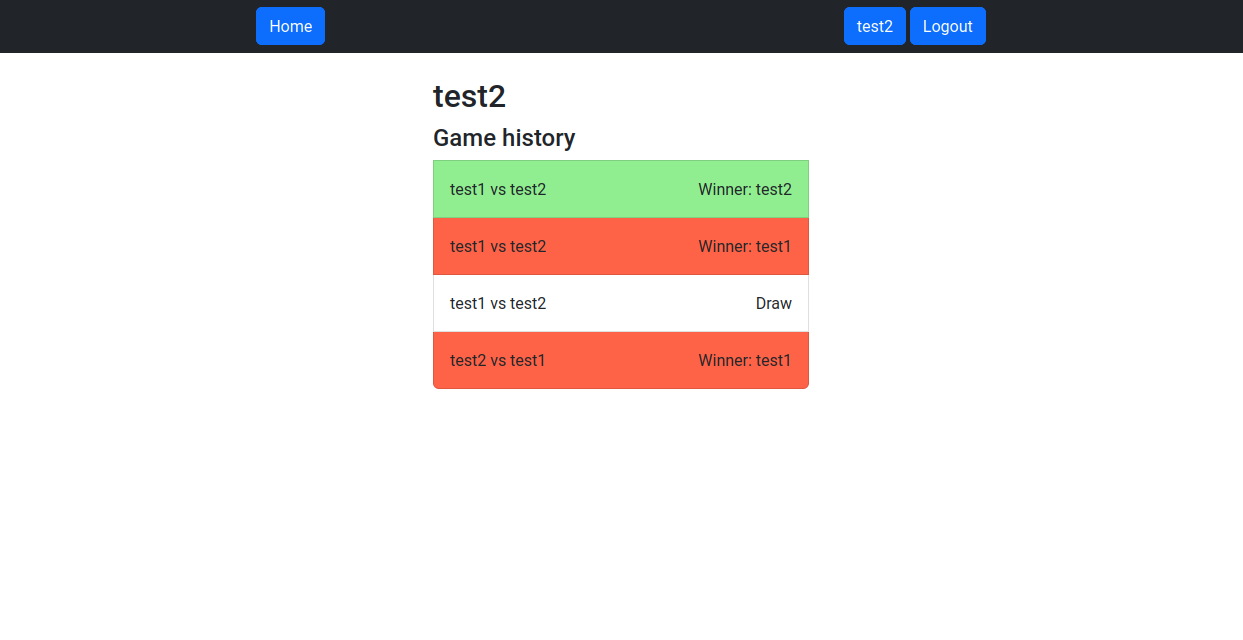 Home test2 Logout
test2
Game history
test1 vs test2 Winner: test2
test1 vs test2 Winner: test1
test1 vs test2 Draw
test2 vs test1 Winner: test1